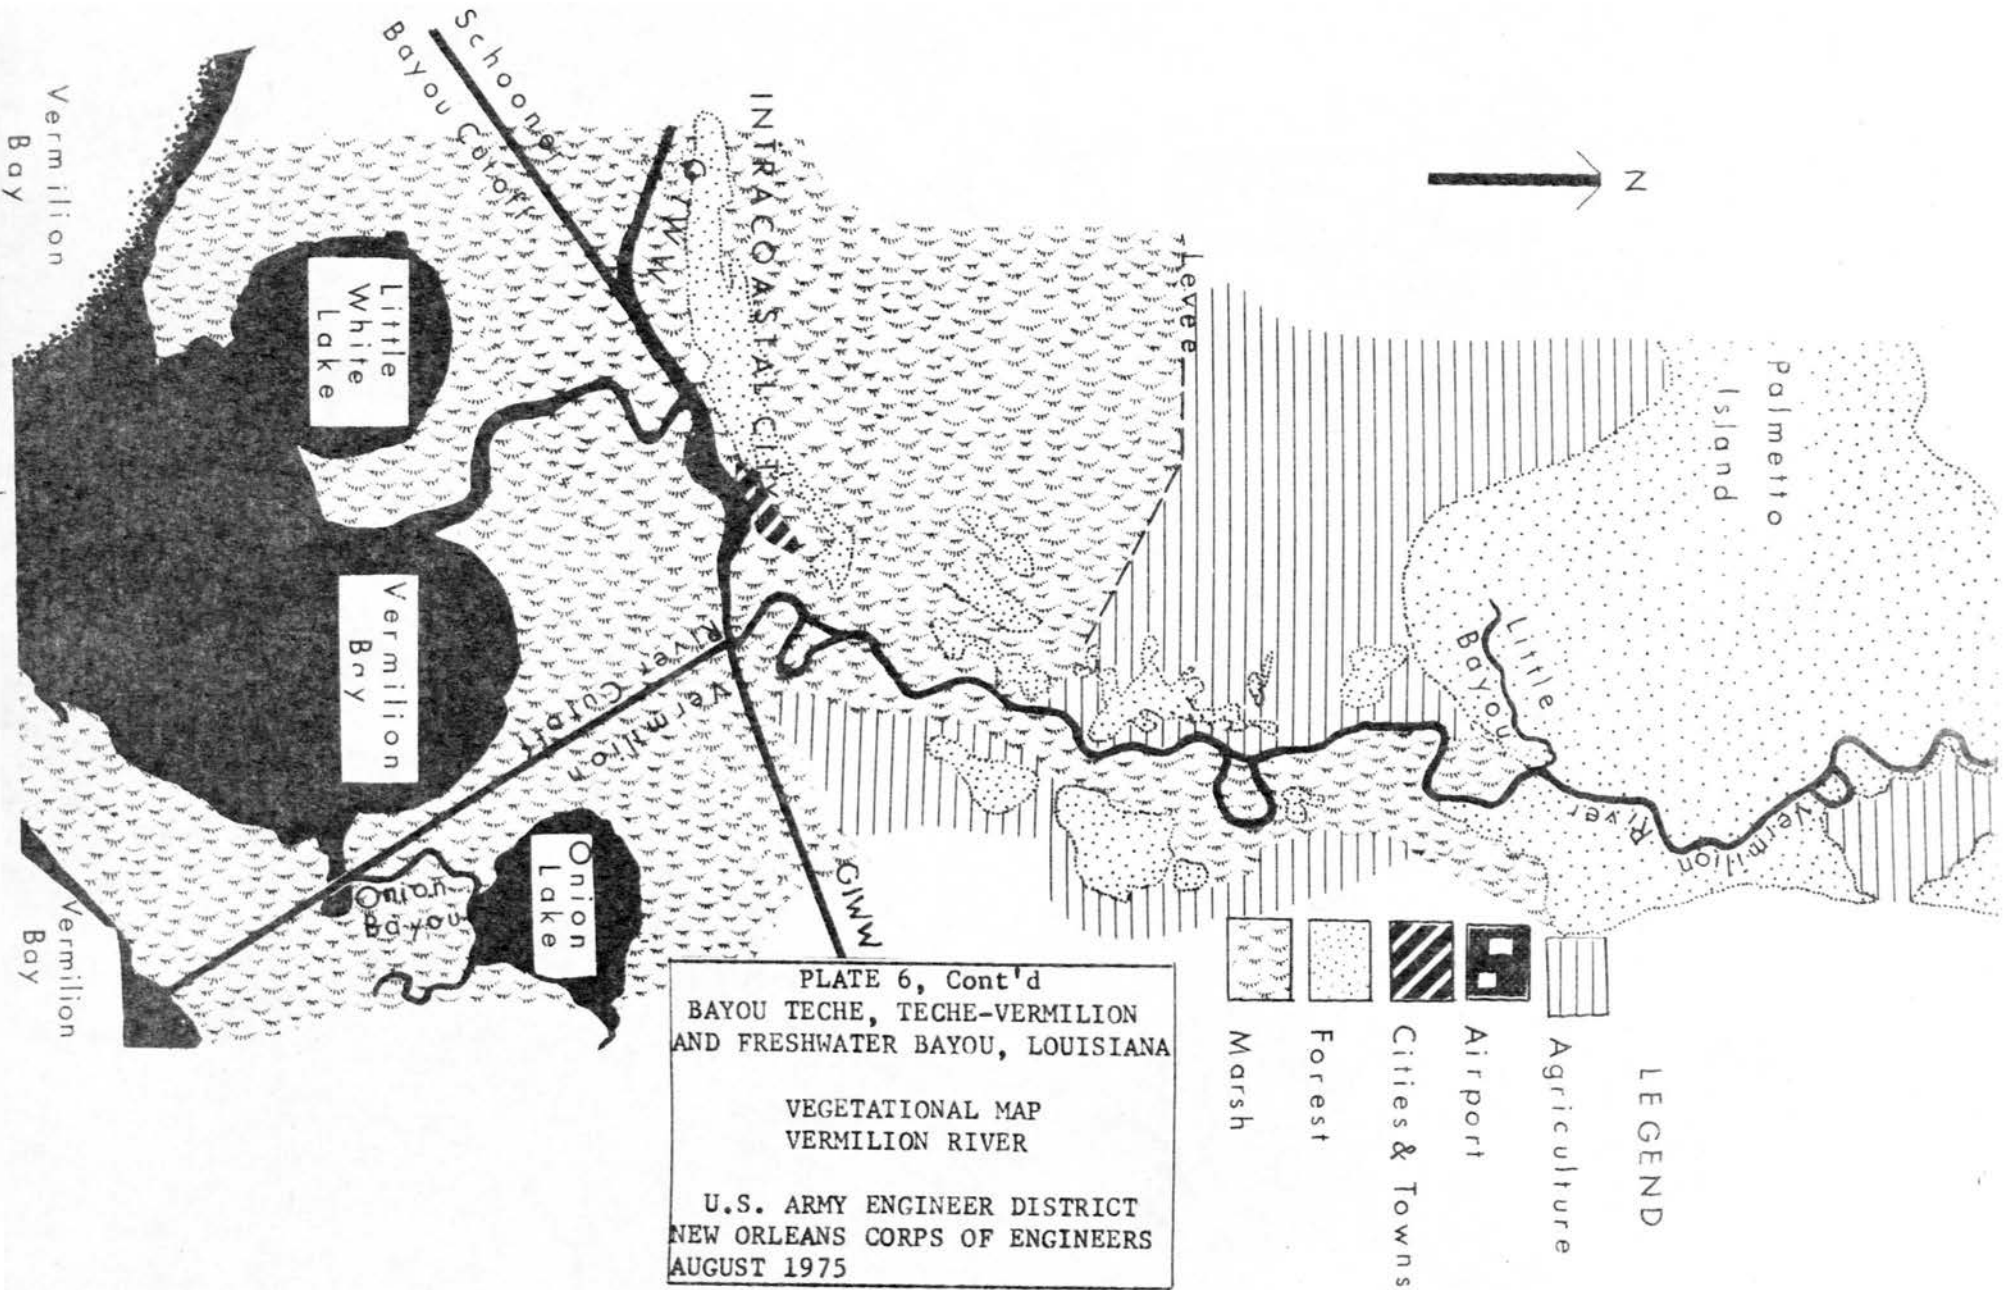 Schooner
Bayou Cutoff
Vermilion
Bay
INTRACOASTAL CITY
GIWW
Little
White
Lake
Levee
N
Palmetto
Island
Little
Bayou
Vermilion
River
Vermilion
Bay
Vermilion
River Cutoff
Onion
Lake
Onion
Bayou
GIWW
Vermilion
Bay
LEGEND
Agriculture
Airport
Cities & Towns
Forest
Marsh
PLATE 6, Cont'd
BAYOU TECHE, TECHE-VERMILION
AND FRESHWATER BAYOU, LOUISIANA
VEGETATIONAL MAP
VERMILION RIVER
U.S. ARMY ENGINEER DISTRICT
NEW ORLEANS CORPS OF ENGINEERS
AUGUST 1975